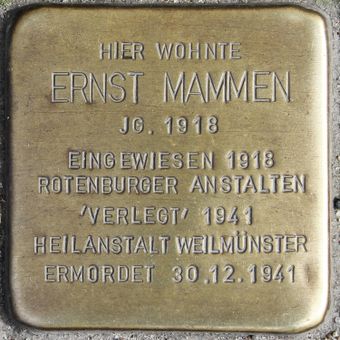 HIER WOHNTE
ERNST MAMMEN
JG. 1918
EINGEWIESEN 1918
ROTENBURGER ANSTALTEN
'VERLEGT' 1941
HEILANSTALT WEILMÜNSTER
ERMORDET 30.12.1941